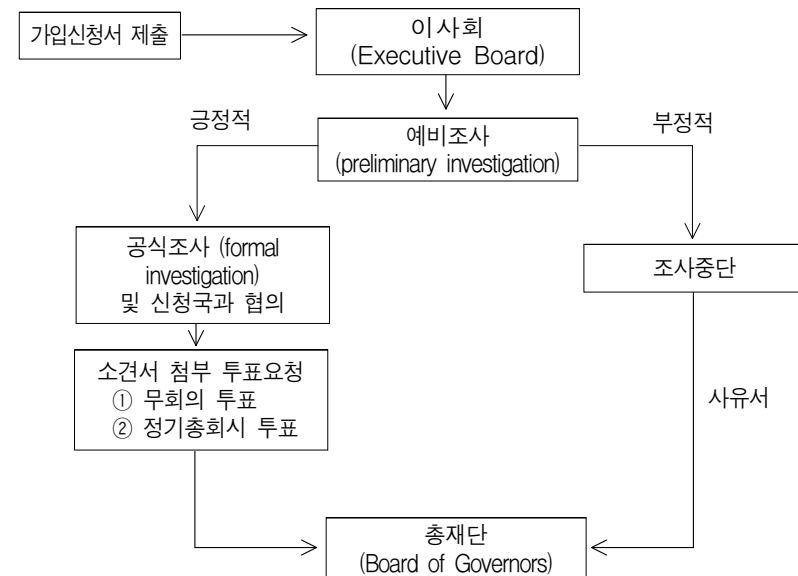 가입신청서 제출
이사회
(Executive Board)
긍정적
부정적
예비조사
(preliminary investigation)
공식조사 (formal
investigation)
및 신청국과 협의
조사중단
소견서 첨부 투표요청
① 무회의 투표
② 정기총회시 투표
사유서
총재단
(Board of Governors)